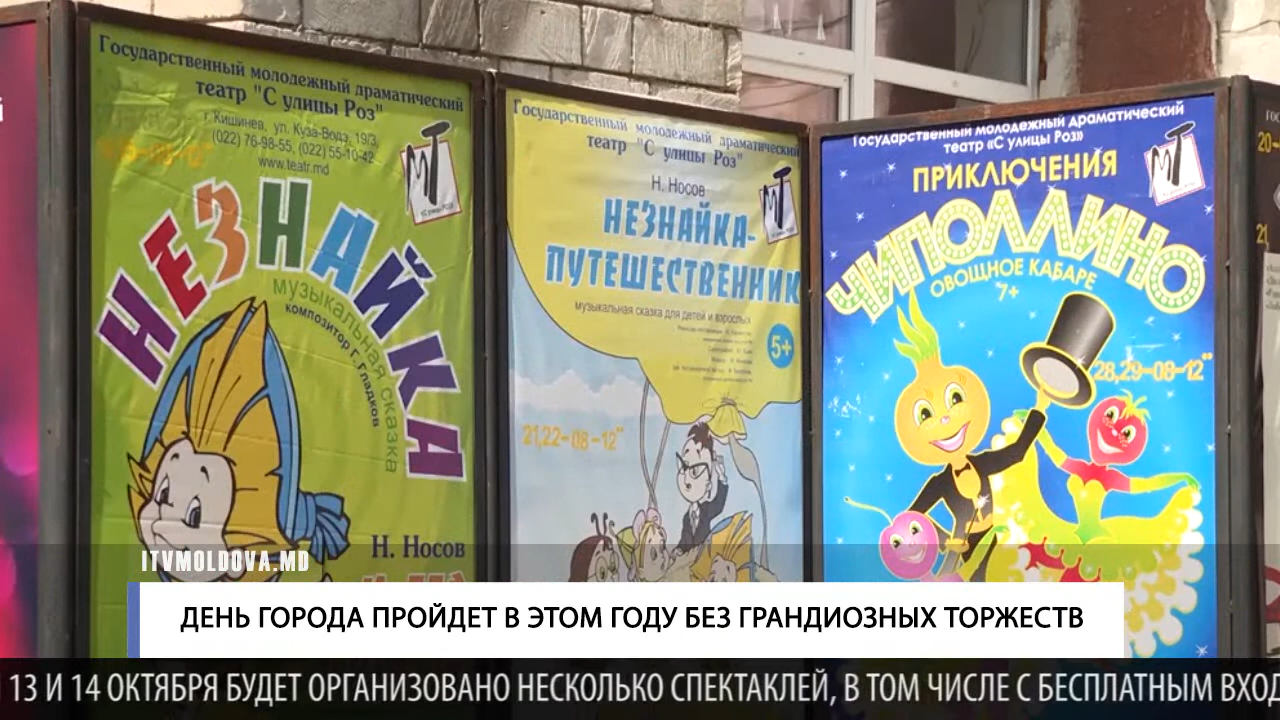 Государственный молодежный драматический
театр "С улицы Роз"
г. Кишинев, ул. Куза-Водэ, 19/3,
(022) 76-98-55, (022) 55-10-42
www.teatr.md
МТ
НЕЗНАЙКА
музыкальная сказка
композитор Г. Гладков
Н. Носов
Государственный молодежный драматический
театр "С улицы Роз"
МТ
Н. Носов
НЕЗНАЙКА-
ПУТЕШЕСТВЕННИК
музыкальная сказка для детей и взрослых
5+
21,22-08-12
Государственный молодежный драматический
театр «С улицы Роз»
МТ
ПРИКЛЮЧЕНИЯ
ЧИПОЛЛИНО
ОВОЩНОЕ КАБАРЕ
7+
28,29-08-12
ITVMOLDOVA.MD
ДЕНЬ ГОРОДА ПРОЙДЕТ В ЭТОМ ГОДУ БЕЗ ГРАНДИОЗНЫХ ТОРЖЕСТВ
13 И 14 ОКТЯБРЯ БУДЕТ ОРГАНИЗОВАНО НЕСКОЛЬКО СПЕКТАКЛЕЙ, В ТОМ ЧИСЛЕ С БЕСПЛАТНЫМ ВХОД